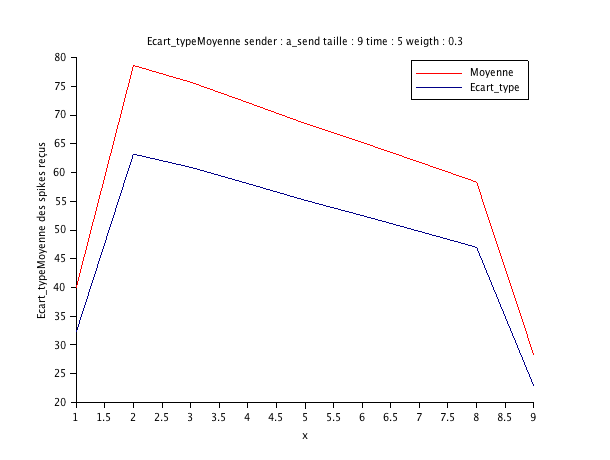 Ecart_typeMoyenne sender : a_send taille : 9 time : 5 weigth : 0.3
Moyenne
Ecart_type
Ecart_typeMoyenne des spikes reçus
80
75
70
65
60
55
50
45
40
35
30
25
20
1 1.5 2 2.5 3 3.5 4 4.5 5 5.5 6 6.5 7 7.5 8 8.5 9
x